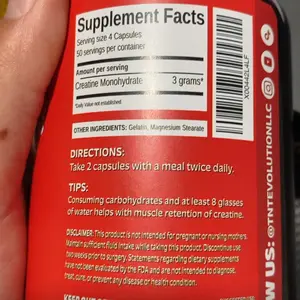 Supplement Facts
Serving size 4 Capsules
50 servings per container
Amount per serving
Creatine Monohydrate 3 grams*
*Daily Value not established.
OTHER INGREDIENTS: Gelatin, Magnesium Stearate
DIRECTIONS:
Take 2 capsules with a meal twice daily.
TIPS:
Consuming carbohydrates and at least 8 glasses
of water helps with muscle retention of creatine.
DISCLAIMER: This product is not intended for pregnant or nursing mothers.
Maintain sufficient fluid intake while taking this product. Discontinue use
two weeks prior to surgery. Statements regarding dietary supplements
have not been evaluated by the FDA and are not intended to diagnose,
treat, cure, or prevent any disease or health condition.
KEEP OUT OF
X00442L4LF
W US: @TNTEVOLUTIONLLC